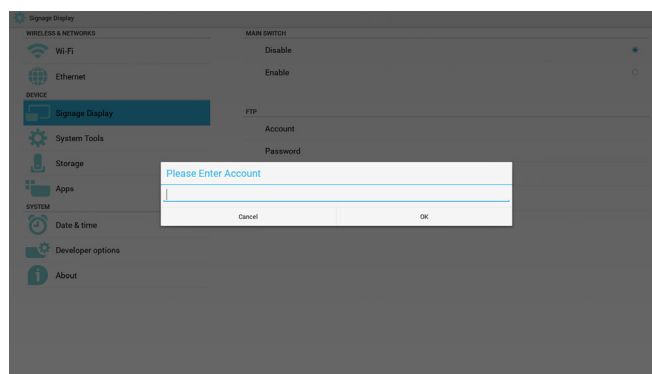 Signage Display
WIRELESS & NETWORKS
Wi-Fi
Ethernet
DEVICE
Signage Display
System Tools
Storage
Apps
SYSTEM
Date & time
Developer options
About
MAIN SWITCH
Disable
Enable
FTP
Account
Password
Please Enter Account
Cancel
OK